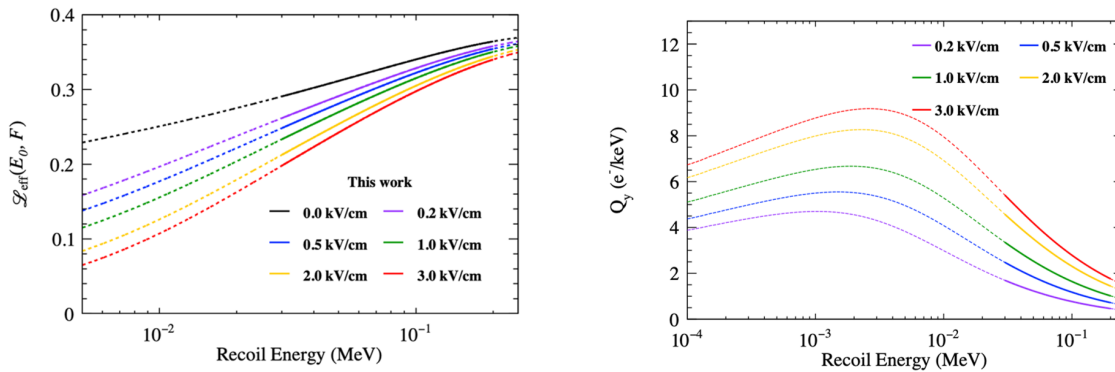 0.4
0.3
0.2
0.1
0
ℒeff(E0, F)
This work
0.0 kV/cm 0.2 kV/cm
0.5 kV/cm 1.0 kV/cm
2.0 kV/cm 3.0 kV/cm
10−2 10−1
Recoil Energy (MeV)
12
10
8
6
4
2
0
Qy (e-/keV)
0.2 kV/cm 0.5 kV/cm
1.0 kV/cm 2.0 kV/cm
3.0 kV/cm
10−4 10−3 10−2 10−1
Recoil Energy (MeV)